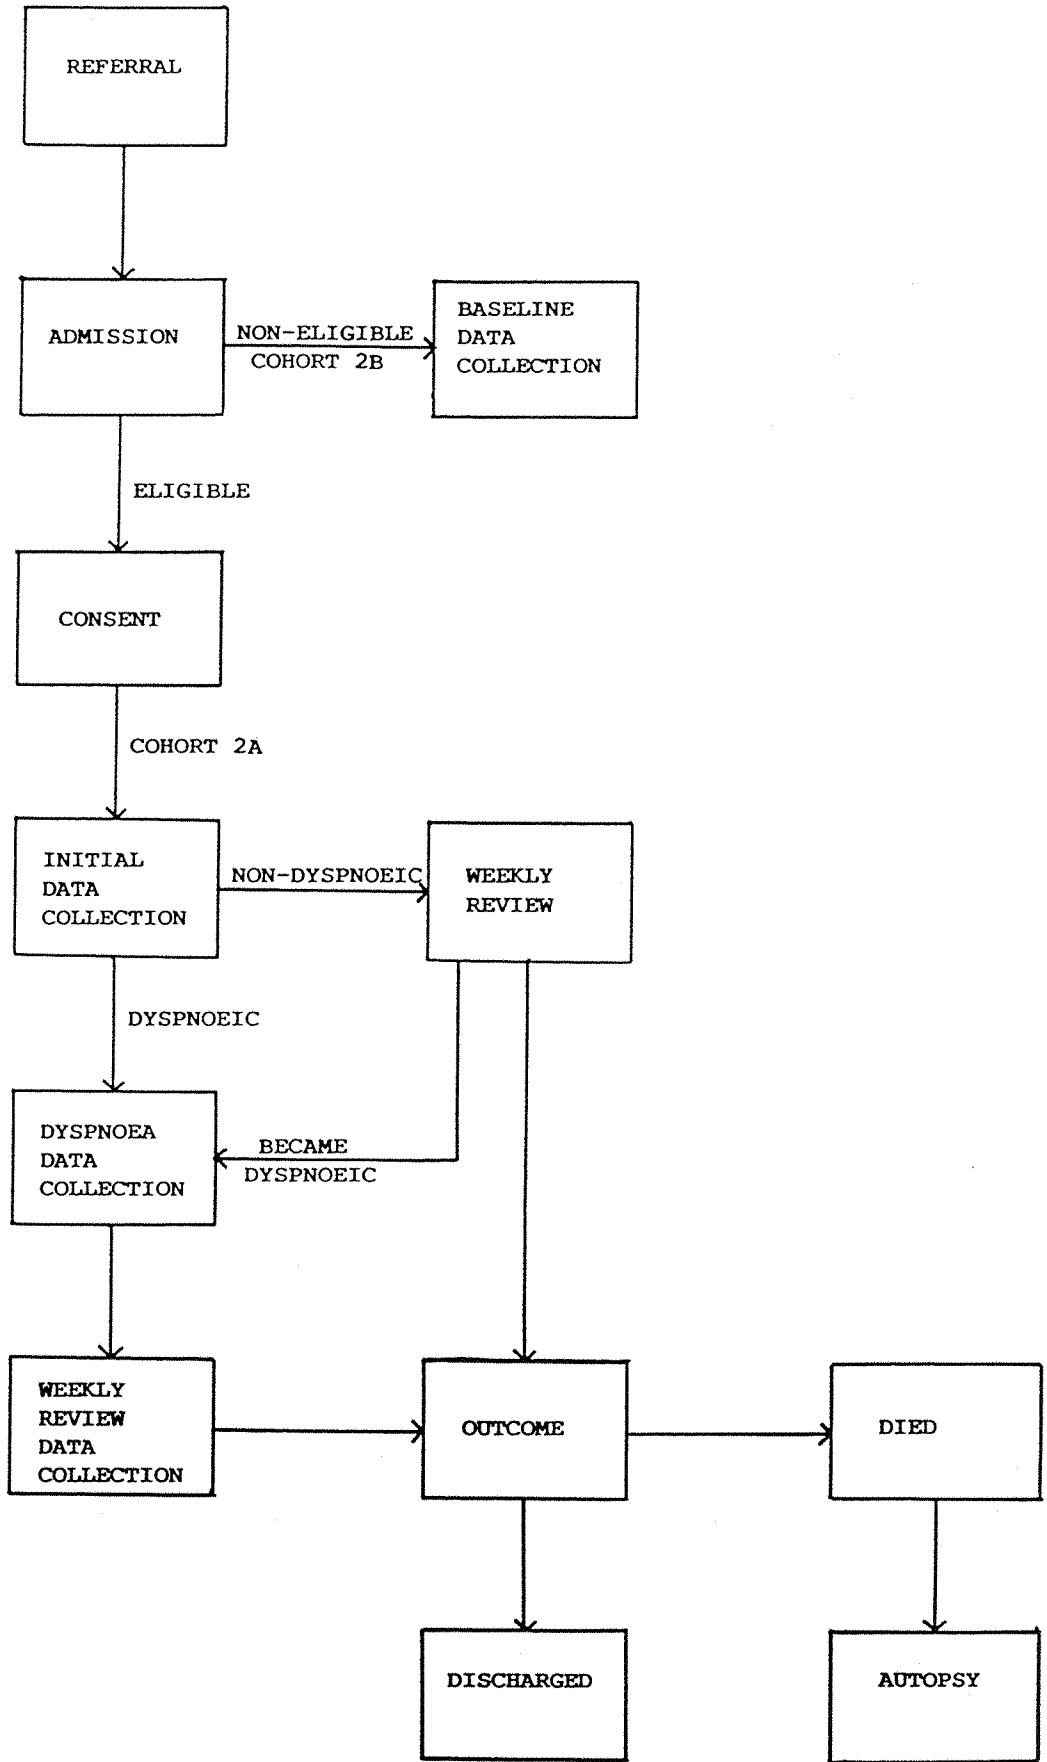 REFERRAL
ADMISSION
NON-ELIGIBLE
COHORT 2B
BASELINE
DATA
COLLECTION
ELIGIBLE
CONSENT
COHORT 2A
INITIAL
DATA
COLLECTION
NON-DYSPNOEIC
WEEKLY
REVIEW
DYSPNOEIC
DYSPNOEA
DATA
COLLECTION
BECAME
DYSPNOEIC
WEEKLY
REVIEW
DATA
COLLECTION
OUTCOME
DIED
DISCHARGED
AUTOPSY